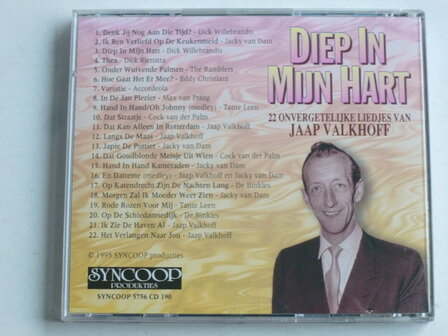 1. Denk Jij Nog Aan Die Tijd? - Dick Willebrandts
2. Ik Ben Verliefd Op De Keukenmeid - Jacky van Dam
3. Diep In Mijn Hart - Dick Willebrandts
4. Thea - Dick Rienstra
5. Onder Wuivende Palmen - The Ramblers
6. Hoe Gaat Het Er Mee? - Eddy Christiani
7. Variatie - Accordeola
8. In De Jan Plezier - Max van Praag
9. Hand In Hand/Oh Johnny (medley) - Tante Leen
10. Dat Straatje - Cock van der Palm
11. Dat Kan Alleen In Rotterdam - Jaap Valkhoff
12. Langs De Maas - Jaap Valkhoff
13. Japie De Portier - Jacky van Dam
14. Dat Goudblonde Meisje Uit Wien - Cock van der Palm
15. Hand In Hand Kameraden - Jacky van Dam
16. En Datteme (medley) - Jaap Valkhoff en Jacky van Dam
17. Op Katendrecht Zijn De Nachten Lang - De Binkies
18. Morgen Zal Ik Moeder Weer Zien - Jacky van Dam
19. Rode Rozen Voor Mij - Tante Leen
20. Op De Schiedamsedijk - De Binkies
21. Ik Zie De Haven Al - Jaap Valkhoff
22. Het Verlangen Naar Jou - Jaap Valkhoff
© 1995 SYNCOOP producties
SYNCOOP
PRODUKTIES
SYNCOOP 5756 CD 190
DIEP IN
MIJN HART
22 ONVERGETELIJKE LIEDJES VAN
JAAP VALKHOFF